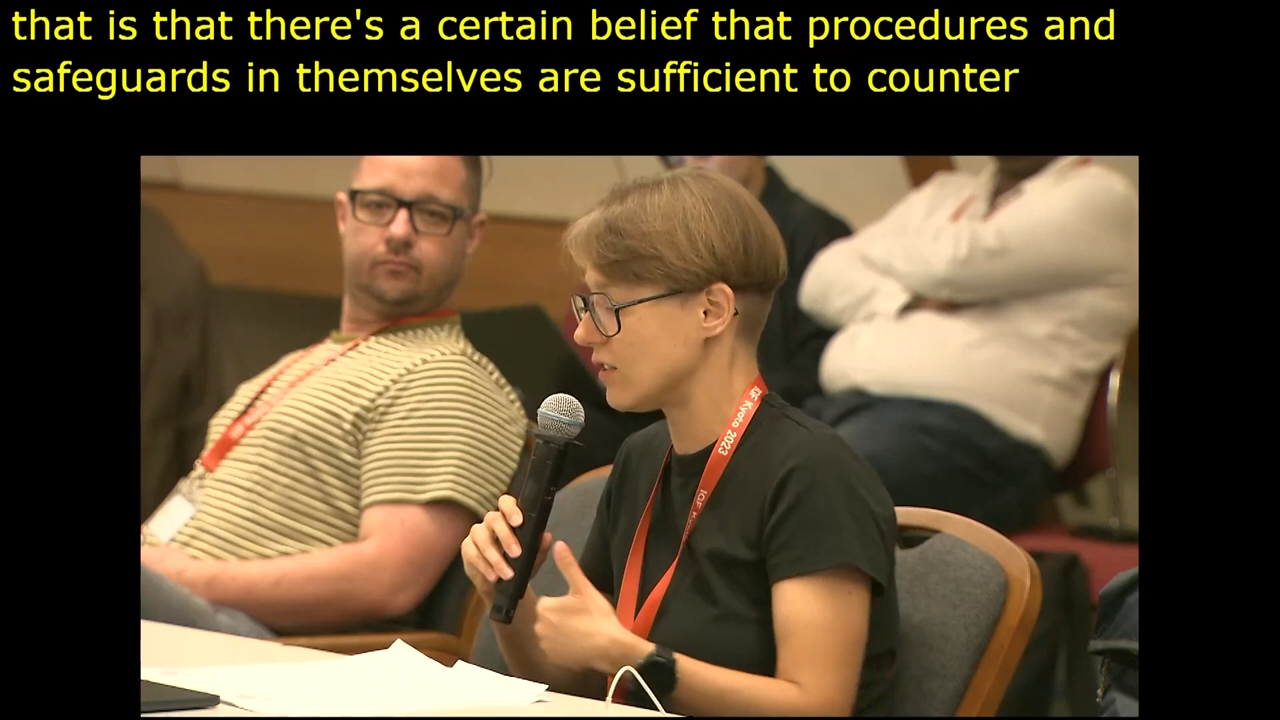 that is that there's a certain belief that procedures and
safeguards in themselves are sufficient to counter
IGF Kyoto 2023